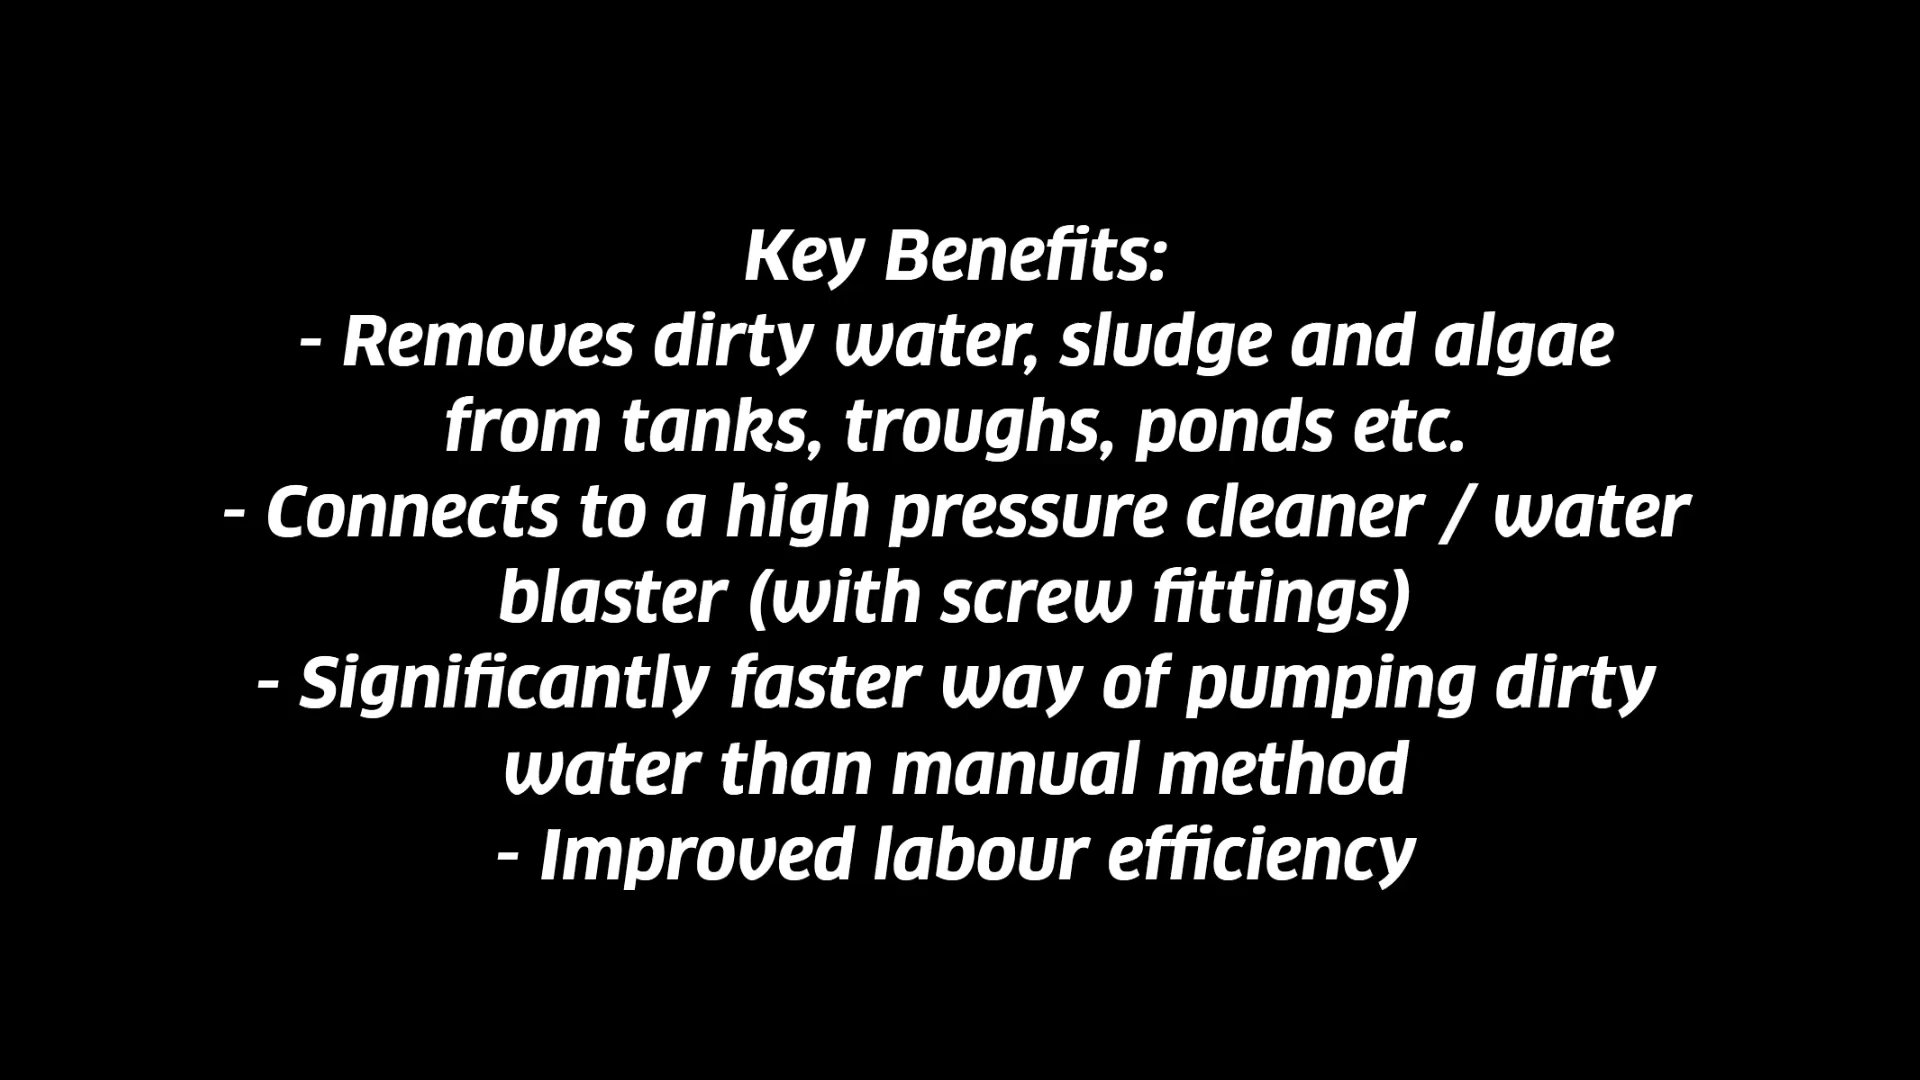 Key Benefits:
- Removes dirty water, sludge and algae
from tanks, troughs, ponds etc.
- Connects to a high pressure cleaner / water
blaster (with screw fittings)
- Significantly faster way of pumping dirty
water than manual method
- Improved labour efficiency